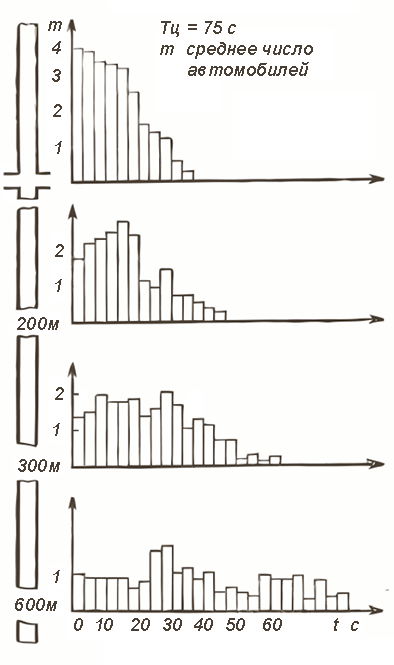 m
Тц = 75 с
4
m среднее число
автомобилей
3
2
1
2
1
200м
2
1
300м
1
600м
0 10 20 30 40 50 60 t с